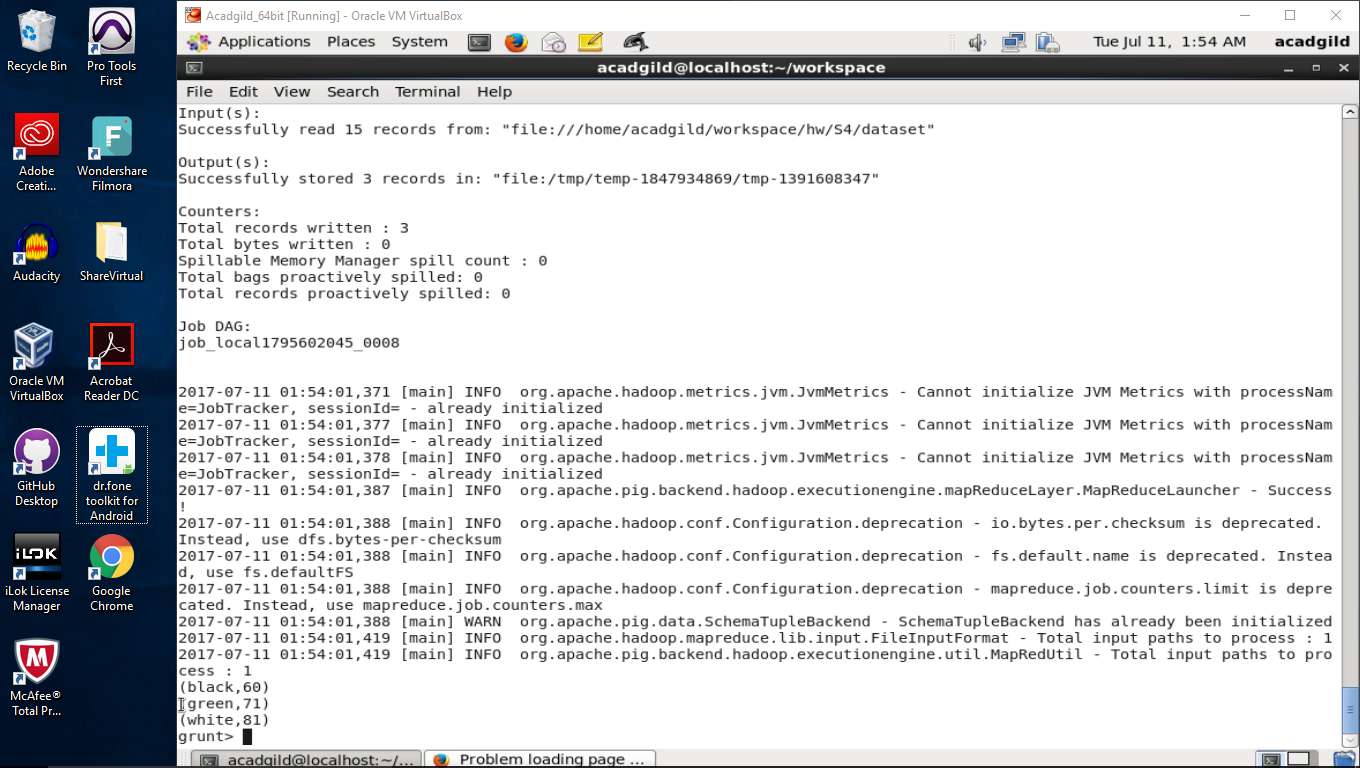 Recycle Bin
Pro Tools
First
Adobe
Creati...
Wondershare
Filmora
Audacity
ShareVirtual
Oracle VM
VirtualBox
Acrobat
Reader DC
GitHub
Desktop
dr.fone
toolkit for
Android
iLOK
iLok License
Manager
Google
Chrome
McAfee®
Total Pr...
Acadgild_64bit [Running] - Oracle VM VirtualBox
Applications Places System Tue Jul 11, 1:54 AM acadgild
acadgild@localhost:~/workspace
File Edit View Search Terminal Help
Input(s):
Successfully read 15 records from: "file:///home/acadgild/workspace/hw/S4/dataset"
Output(s):
Successfully stored 3 records in: "file:/tmp/temp-1847934869/tmp-1391608347"
Counters:
Total records written : 3
Total bytes written : 0
Spillable Memory Manager spill count : 0
Total bags proactively spilled: 0
Total records proactively spilled: 0
Job DAG:
job_local1795602045_0008
2017-07-11 01:54:01,371 [main] INFO  org.apache.hadoop.metrics.jvm.JvmMetrics - Cannot initialize JVM Metrics with processNam
e=JobTracker, sessionId= - already initialized
2017-07-11 01:54:01,377 [main] INFO  org.apache.hadoop.metrics.jvm.JvmMetrics - Cannot initialize JVM Metrics with processNam
e=JobTracker, sessionId= - already initialized
2017-07-11 01:54:01,378 [main] INFO  org.apache.hadoop.metrics.jvm.JvmMetrics - Cannot initialize JVM Metrics with processNam
e=JobTracker, sessionId= - already initialized
2017-07-11 01:54:01,387 [main] INFO  org.apache.pig.backend.hadoop.executionengine.mapReduceLayer.MapReduceLauncher - Success
!
2017-07-11 01:54:01,388 [main] INFO  org.apache.hadoop.conf.Configuration.deprecation - io.bytes.per.checksum is deprecated.
Instead, use dfs.bytes-per-checksum
2017-07-11 01:54:01,388 [main] INFO  org.apache.hadoop.conf.Configuration.deprecation - fs.default.name is deprecated. Instea
d, use fs.defaultFS
2017-07-11 01:54:01,388 [main] INFO  org.apache.hadoop.conf.Configuration.deprecation - mapreduce.job.counters.limit is depre
cated. Instead, use mapreduce.job.counters.max
2017-07-11 01:54:01,388 [main] WARN  org.apache.pig.data.SchemaTupleBackend - SchemaTupleBackend has already been initialized
2017-07-11 01:54:01,419 [main] INFO  org.apache.hadoop.mapreduce.lib.input.FileInputFormat - Total input paths to process : 1
2017-07-11 01:54:01,419 [main] INFO  org.apache.pig.backend.hadoop.executionengine.util.MapRedUtil - Total input paths to pro
cess : 1
(black,60)
(green,71)
(white,81)
grunt>
acadgild@localhost:~/... Problem loading page ...